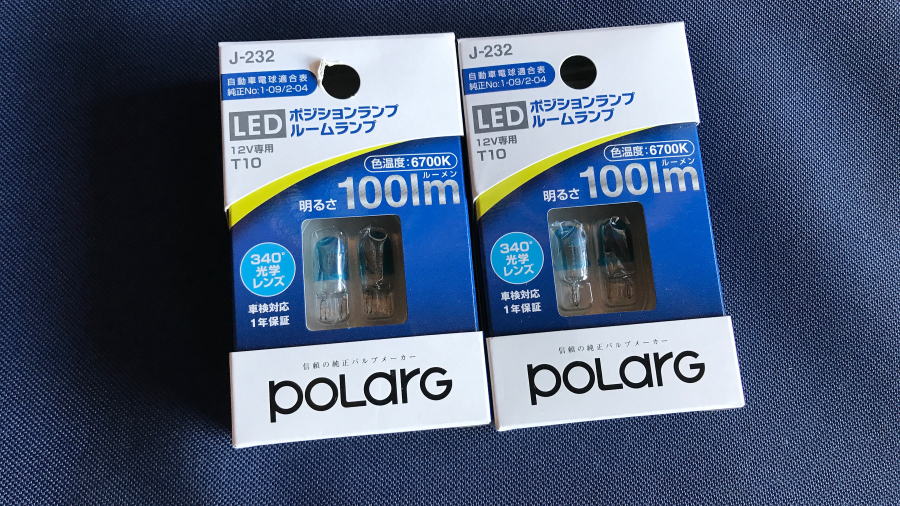 J-232
自動車電球適合表
純正No:1-09/2-04
LED
ポジションランプ
ルームランプ
12V専用
T10
色温度:6700K
ルーメン
明るさ 100lm
340°
光学
レンズ
車検対応
1年保証
信頼の純正バルブメーカー
POLARG
J-232
自動車電球適合表
純正No:1-09/2-04
LED
ポジションランプ
ルームランプ
12V専用
T10
色温度:6700K
ルーメン
明るさ 100lm
340°
光学
レンズ
車検対応
1年保証
信頼の純正バルブメーカー
POLARG